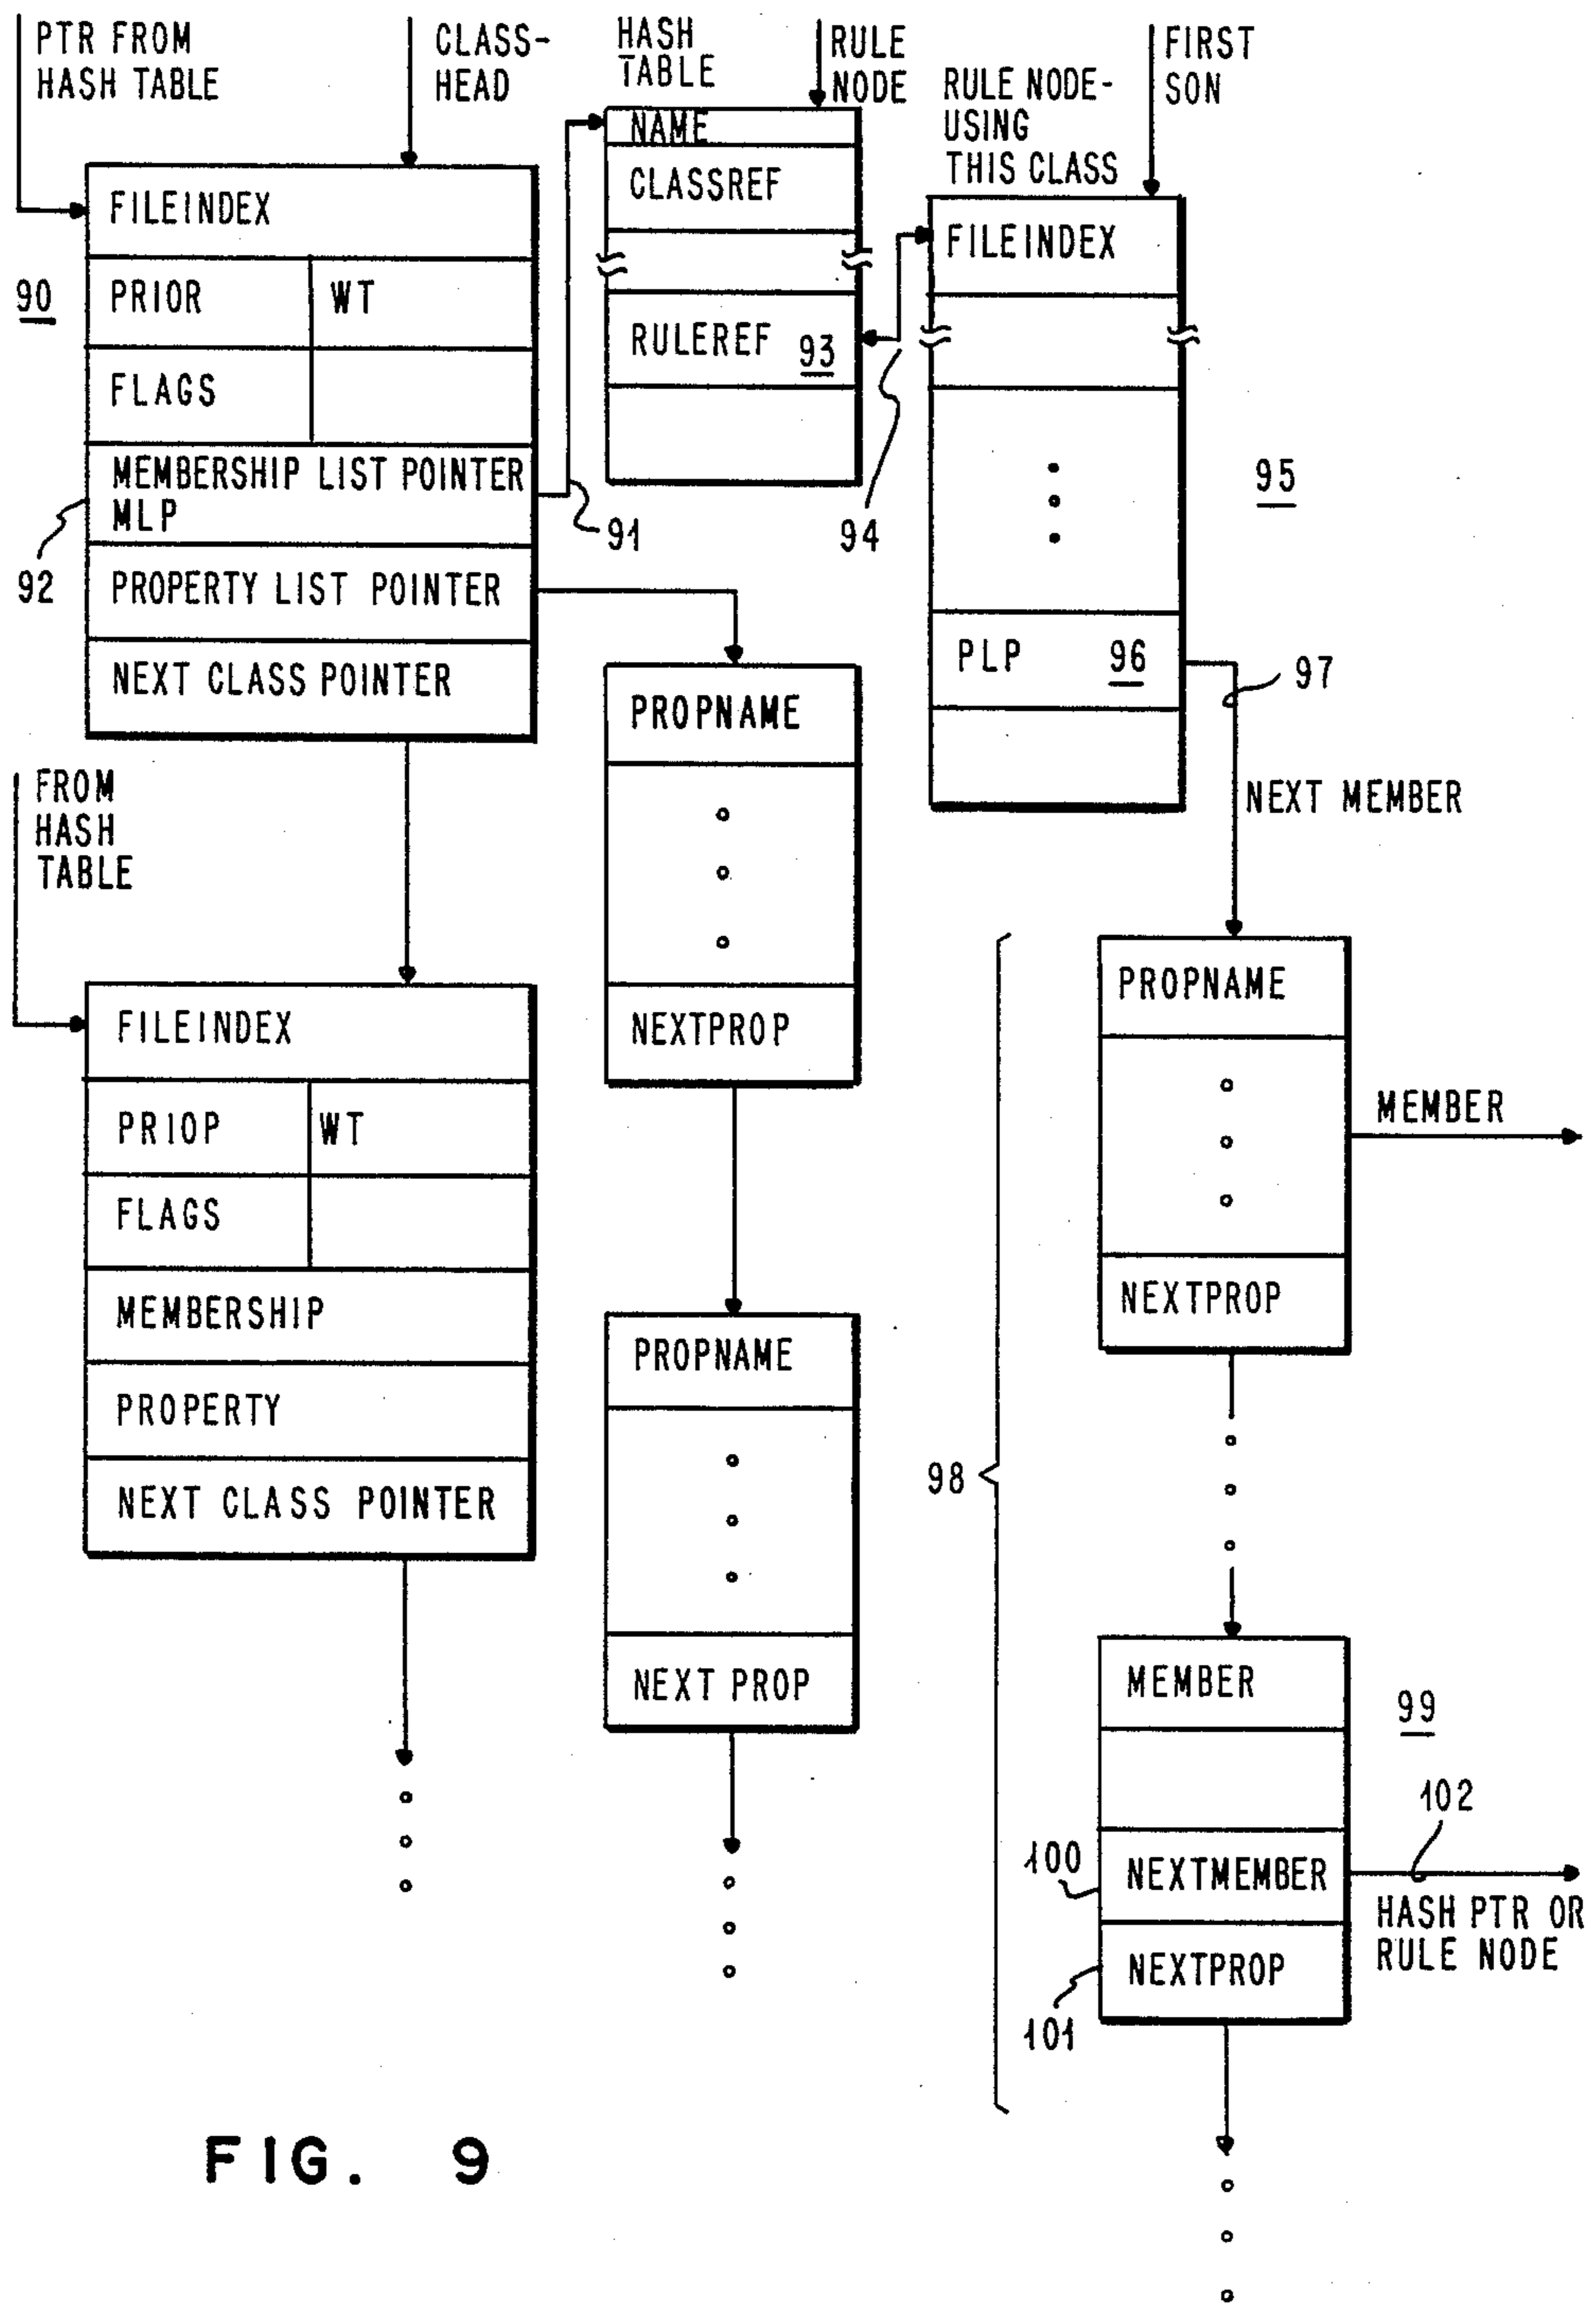 PTR FROM
HASH TABLE
CLASS-
HEAD
HASH
TABLE
RULE
NODE
RULE NODE-
USING
THIS CLASS
FIRST
SON
FILEINDEX
90
PRIOR
WT
FLAGS
MEMBERSHIP LIST POINTER
MLP
92
PROPERTY LIST POINTER
NEXT CLASS POINTER
NAME
CLASSREF
RULEREF 93
91
94
FILEINDEX
95
PLP 96
97
NEXT MEMBER
PROPNAME
NEXTPROP
FROM
HASH
TABLE
FILEINDEX
PRIOP
WT
FLAGS
MEMBERSHIP
PROPERTY
NEXT CLASS POINTER
PROPNAME
NEXT PROP
98
PROPNAME
MEMBER
NEXTPROP
MEMBER
99
102
100
NEXTMEMBER
HASH PTR OR
RULE NODE
NEXTPROP
101
FIG. 9